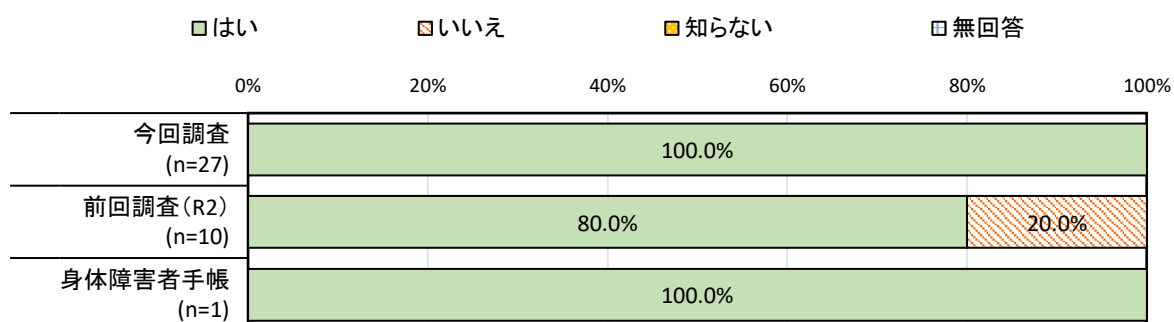 はい いいえ 知らない 無回答
0% 20% 40% 60% 80% 100%
今回調査
(n=27)
100.0%
前回調査（R2）
(n=10)
80.0% 20.0%
身体障害者手帳
(n=1)
100.0%